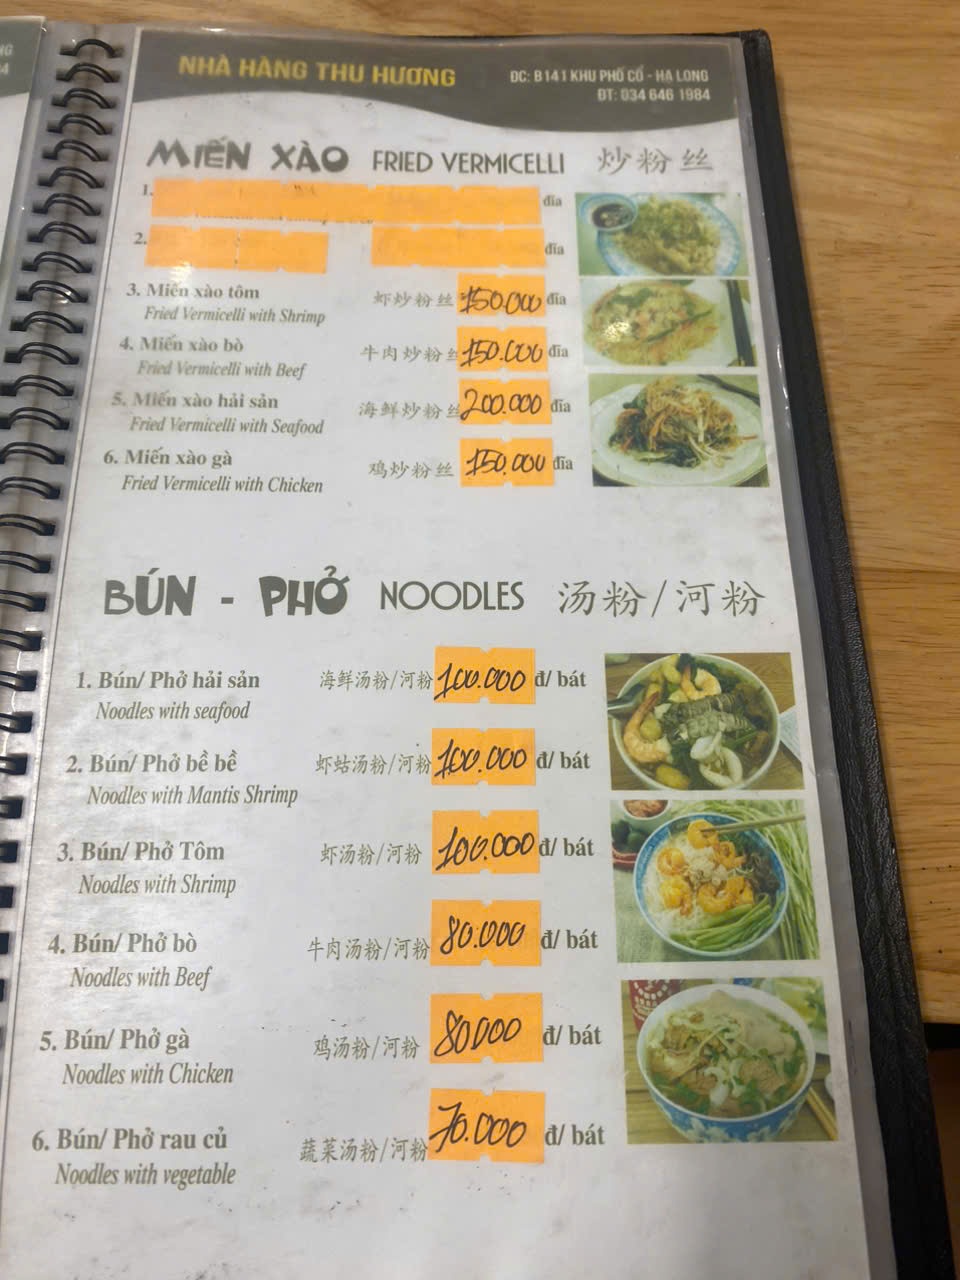 NHÀ HÀNG THU HƯƠNG
ĐC: B141 KHU PHỐ CỔ - HẠ LONG
ĐT: 034 646 1984
MIẾN XÀO FRIED VERMICELLI 炒粉丝
1. đĩa
2. đĩa
3. Miến xào tôm 虾炒粉丝 150.000 đĩa
Fried Vermicelli with Shrimp
4. Miến xào bò 牛肉炒粉丝 150.000 đĩa
Fried Vermicelli with Beef
5. Miến xào hải sản 海鲜炒粉丝 200.000 đĩa
Fried Vermicelli with Seafood
6. Miến xào gà 鸡炒粉丝 150.000 đĩa
Fried Vermicelli with Chicken
BÚN - PHỞ NOODLES 汤粉/河粉
1. Bún/ Phở hải sản 海鲜汤粉/河粉 100.000 đ/ bát
Noodles with seafood
2. Bún/ Phở bề bề 虾蛄汤粉/河粉 100.000 đ/ bát
Noodles with Mantis Shrimp
3. Bún/ Phở Tôm 虾汤粉/河粉 100.000 đ/ bát
Noodles with Shrimp
4. Bún/ Phở bò 牛肉汤粉/河粉 80.000 đ/ bát
Noodles with Beef
5. Bún/ Phở gà 鸡汤粉/河粉 80000 đ/ bát
Noodles with Chicken
6. Bún/ Phở rau củ 蔬菜汤粉/河粉 70.000 đ/ bát
Noodles with vegetable